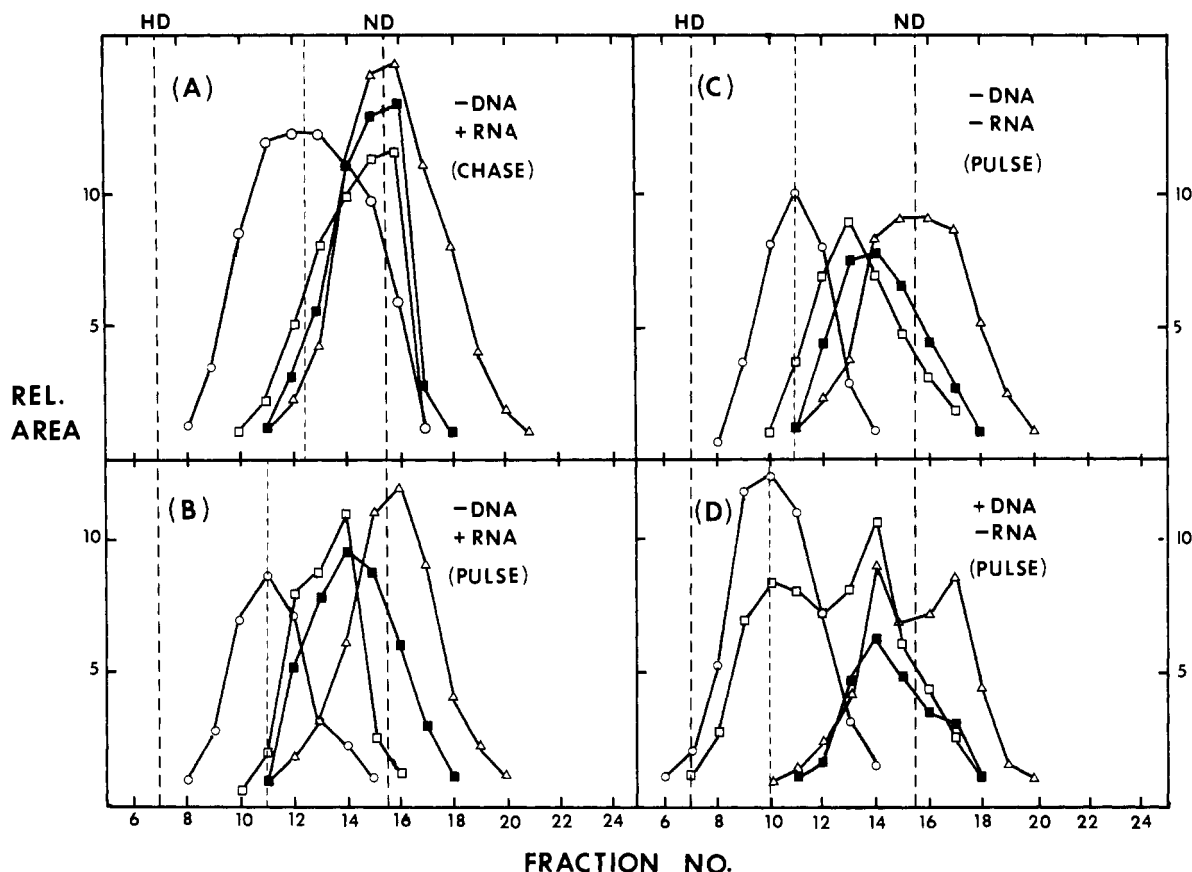 HD ND HD ND
(A)
- DNA
+ RNA
(CHASE)
(C)
- DNA
- RNA
(PULSE)
10
5
10
5
REL.
AREA
(B)
- DNA
+ RNA
(PULSE)
(D)
+ DNA
- RNA
(PULSE)
10
5
10
5
6 8 10 12 14 16 18 20 22 24 6 8 10 12 14 16 18 20 22 24
FRACTION NO.